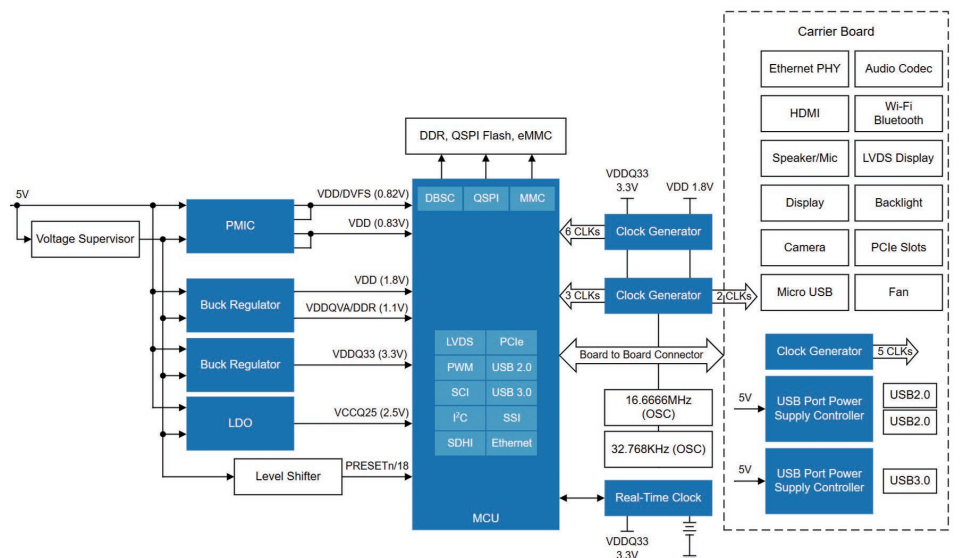 Carrier Board
Ethernet PHY
Audio Codec
HDMI
Wi-Fi
Bluetooth
Speaker/Mic
LVDS Display
Display
Backlight
Camera
PCIe Slots
Micro USB
Fan
Clock Generator
5 CLKs
5V
USB Port Power
Supply Controller
USB2.0
USB2.0
5V
USB Port Power
Supply Controller
USB3.0
DDR, QSPI Flash, eMMC
DBSC
QSPI
MMC
5V
Voltage Supervisor
PMIC
VDD/DVFS (0.82V)
VDD (0.83V)
Buck Regulator
VDD (1.8V)
VDDQVA/DDR (1.1V)
Buck Regulator
VDDQ33 (3.3V)
LDO
VCCQ25 (2.5V)
Level Shifter
PRESETn/18
LVDS
PCIe
PWM
USB 2.0
SCI
USB 3.0
I²C
SSI
SDHI
Ethernet
MCU
VDDQ33
3.3V
VDD 1.8V
6 CLKs
Clock Generator
3 CLKs
Clock Generator
2 CLKs
Board to Board Connector
16.6666MHz
(OSC)
32.768KHz (OSC)
Real-Time Clock
VDDQ33
3.3V